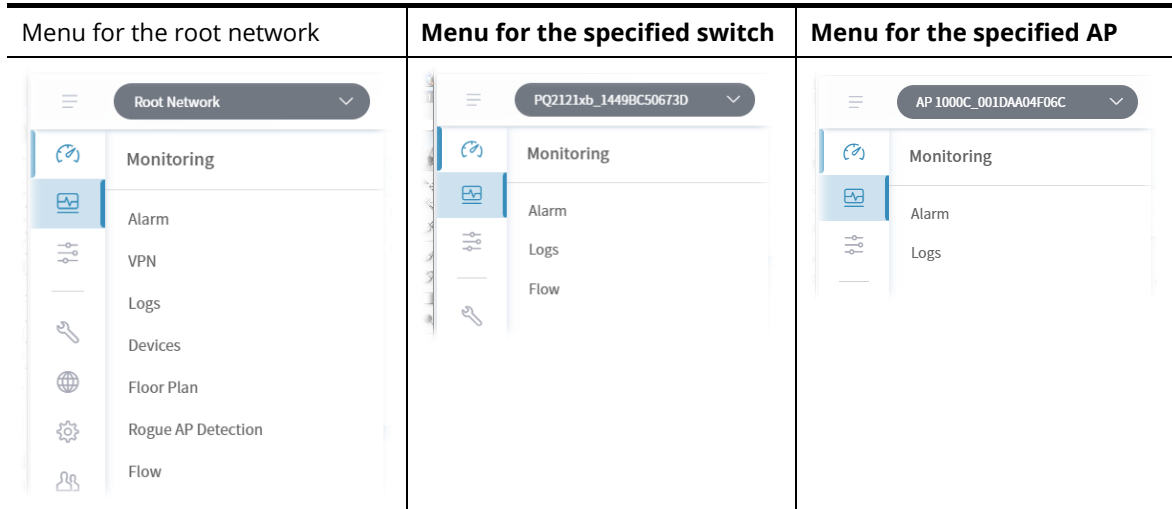 Menu for the root network
Menu for the specified switch
Menu for the specified AP
Root Network
Monitoring
Alarm
VPN
Logs
Devices
Floor Plan
Rogue AP Detection
Flow
PQ2121xb_1449BC50673D
Monitoring
Alarm
Logs
Flow
AP 1000C_001DAA04F06C
Monitoring
Alarm
Logs